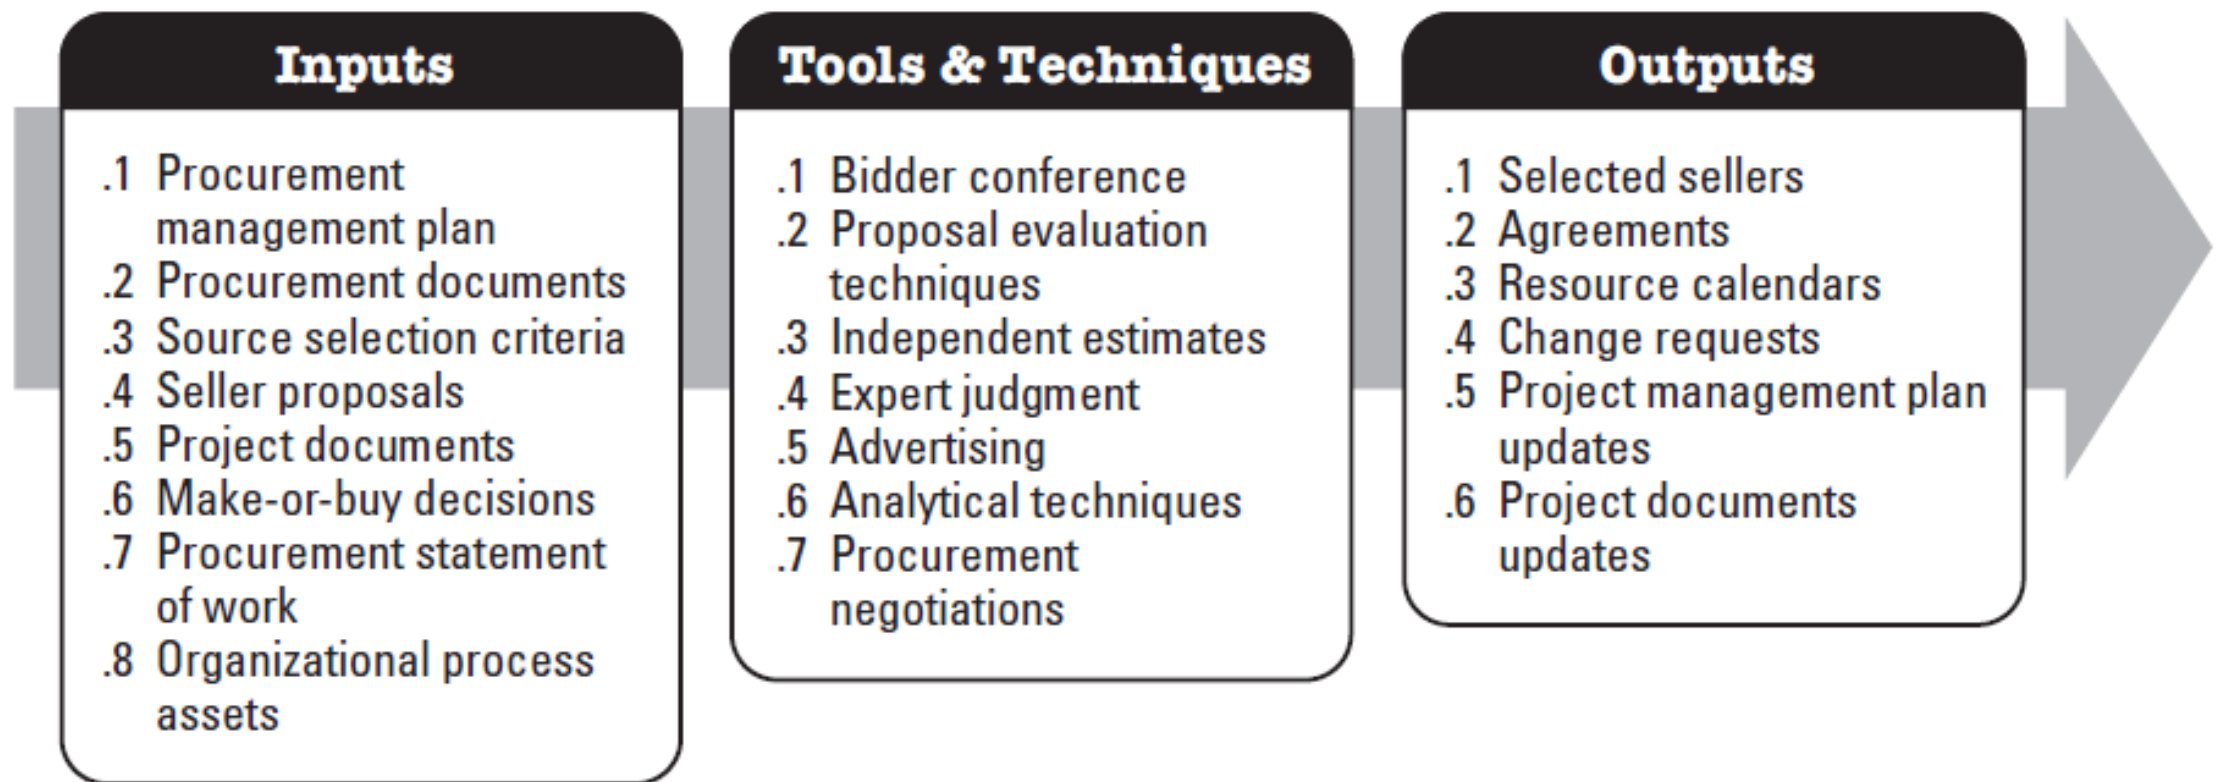 Inputs
.1 Procurement
management plan
.2 Procurement documents
.3 Source selection criteria
.4 Seller proposals
.5 Project documents
.6 Make-or-buy decisions
.7 Procurement statement
of work
.8 Organizational process
assets
Tools & Techniques
.1 Bidder conference
.2 Proposal evaluation
techniques
.3 Independent estimates
.4 Expert judgment
.5 Advertising
.6 Analytical techniques
.7 Procurement
negotiations
Outputs
.1 Selected sellers
.2 Agreements
.3 Resource calendars
.4 Change requests
.5 Project management plan
updates
.6 Project documents
updates